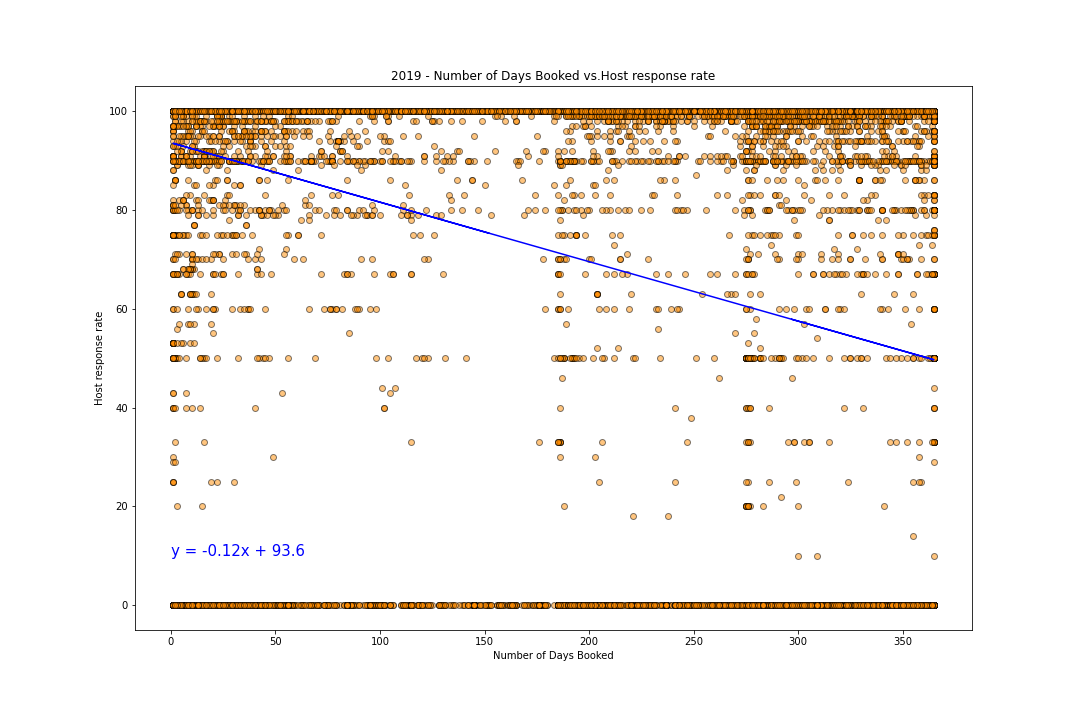 2019 - Number of Days Booked vs.Host response rate
100
80
60
40
20
0
Host response rate
y = -0.12x + 93.6
0 50 100 150 200 250 300 350
Number of Days Booked